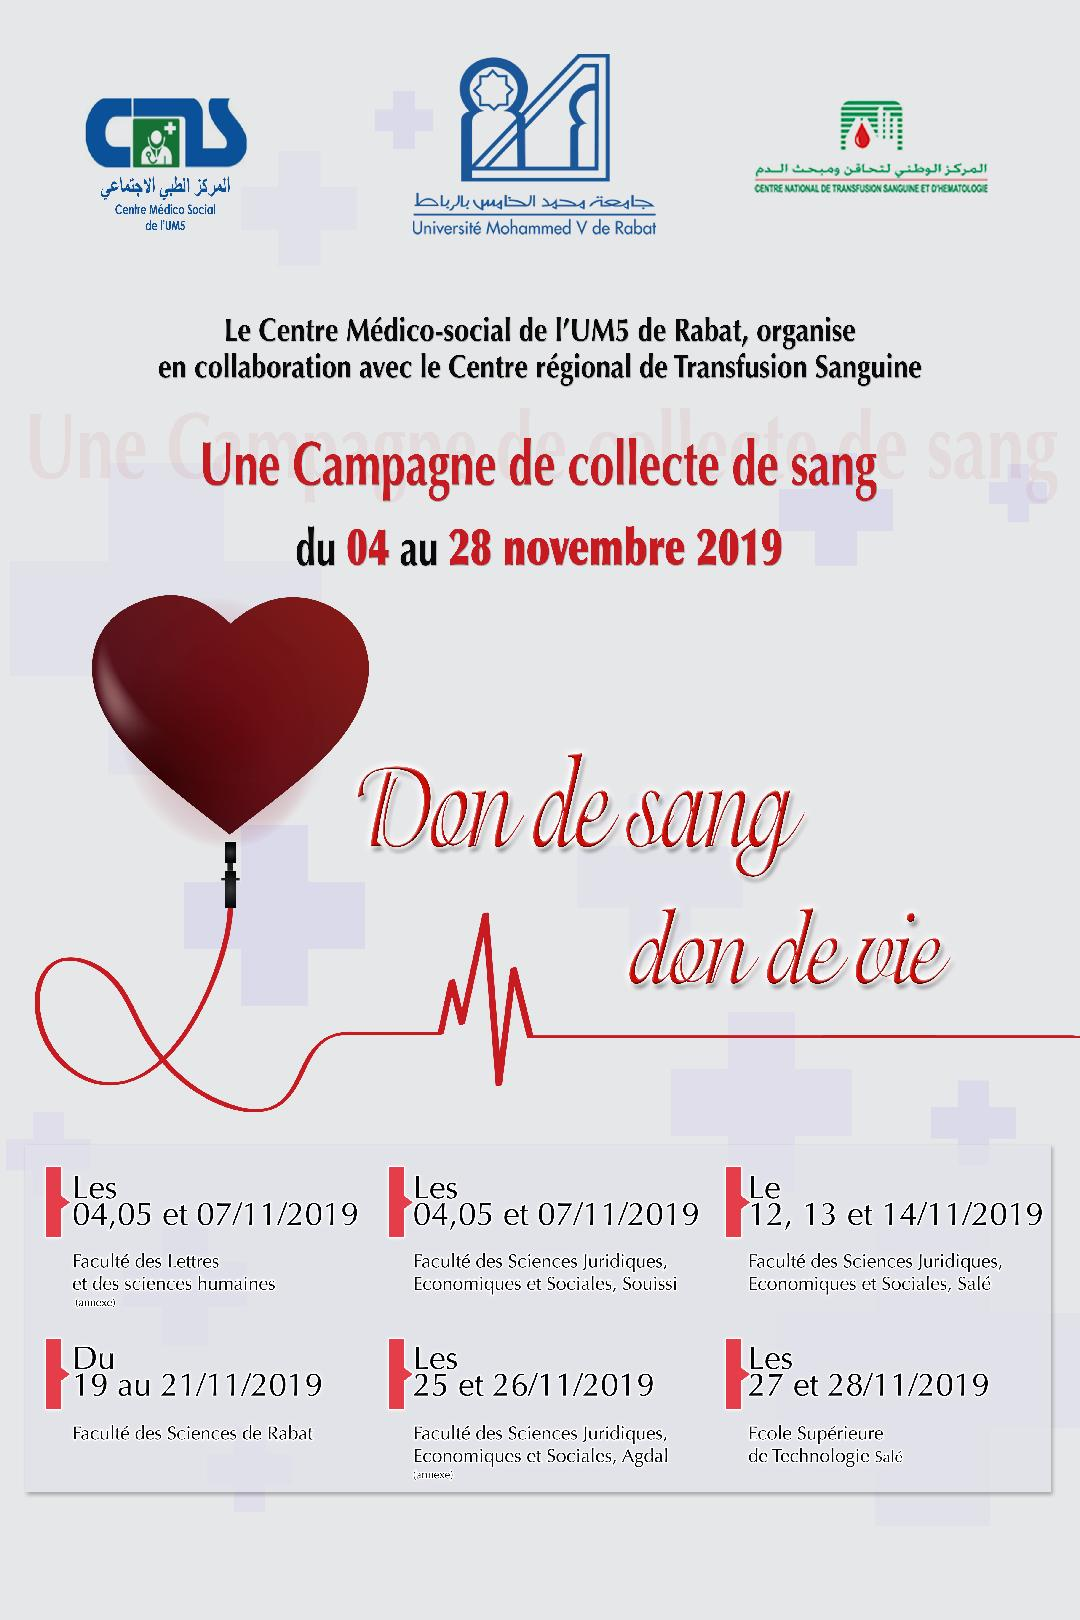 المركز الطبي الاجتماعي
Centre Médico Social
de l'UM5
جامعة محمد الخامس بالرباط
Université Mohammed V de Rabat
المركز الوطني لتحاقن ومبحث الدم
CENTRE NATIONAL DE TRANSFUSION SANGUINE ET D'HEMATOLOGIE
Le Centre Médico-social de l'UM5 de Rabat, organise
en collaboration avec le Centre régional de Transfusion Sanguine
Une Campagne de collecte de sang
Une Campagne de collecte de sang
du 04 au 28 novembre 2019
Don de sang
don de vie
Les
04,05 et 07/11/2019
Faculté des Lettres
et des sciences humaines
(annexe)
Les
04,05 et 07/11/2019
Faculté des Sciences Juridiques,
Economiques et Sociales, Souissi
Le
12, 13 et 14/11/2019
Faculté des Sciences Juridiques,
Economiques et Sociales, Salé
Du
19 au 21/11/2019
Faculté des Sciences de Rabat
Les
25 et 26/11/2019
Faculté des Sciences Juridiques,
Economiques et Sociales, Agdal
(annexe)
Les
27 et 28/11/2019
Ecole Supérieure
de Technologie Salé